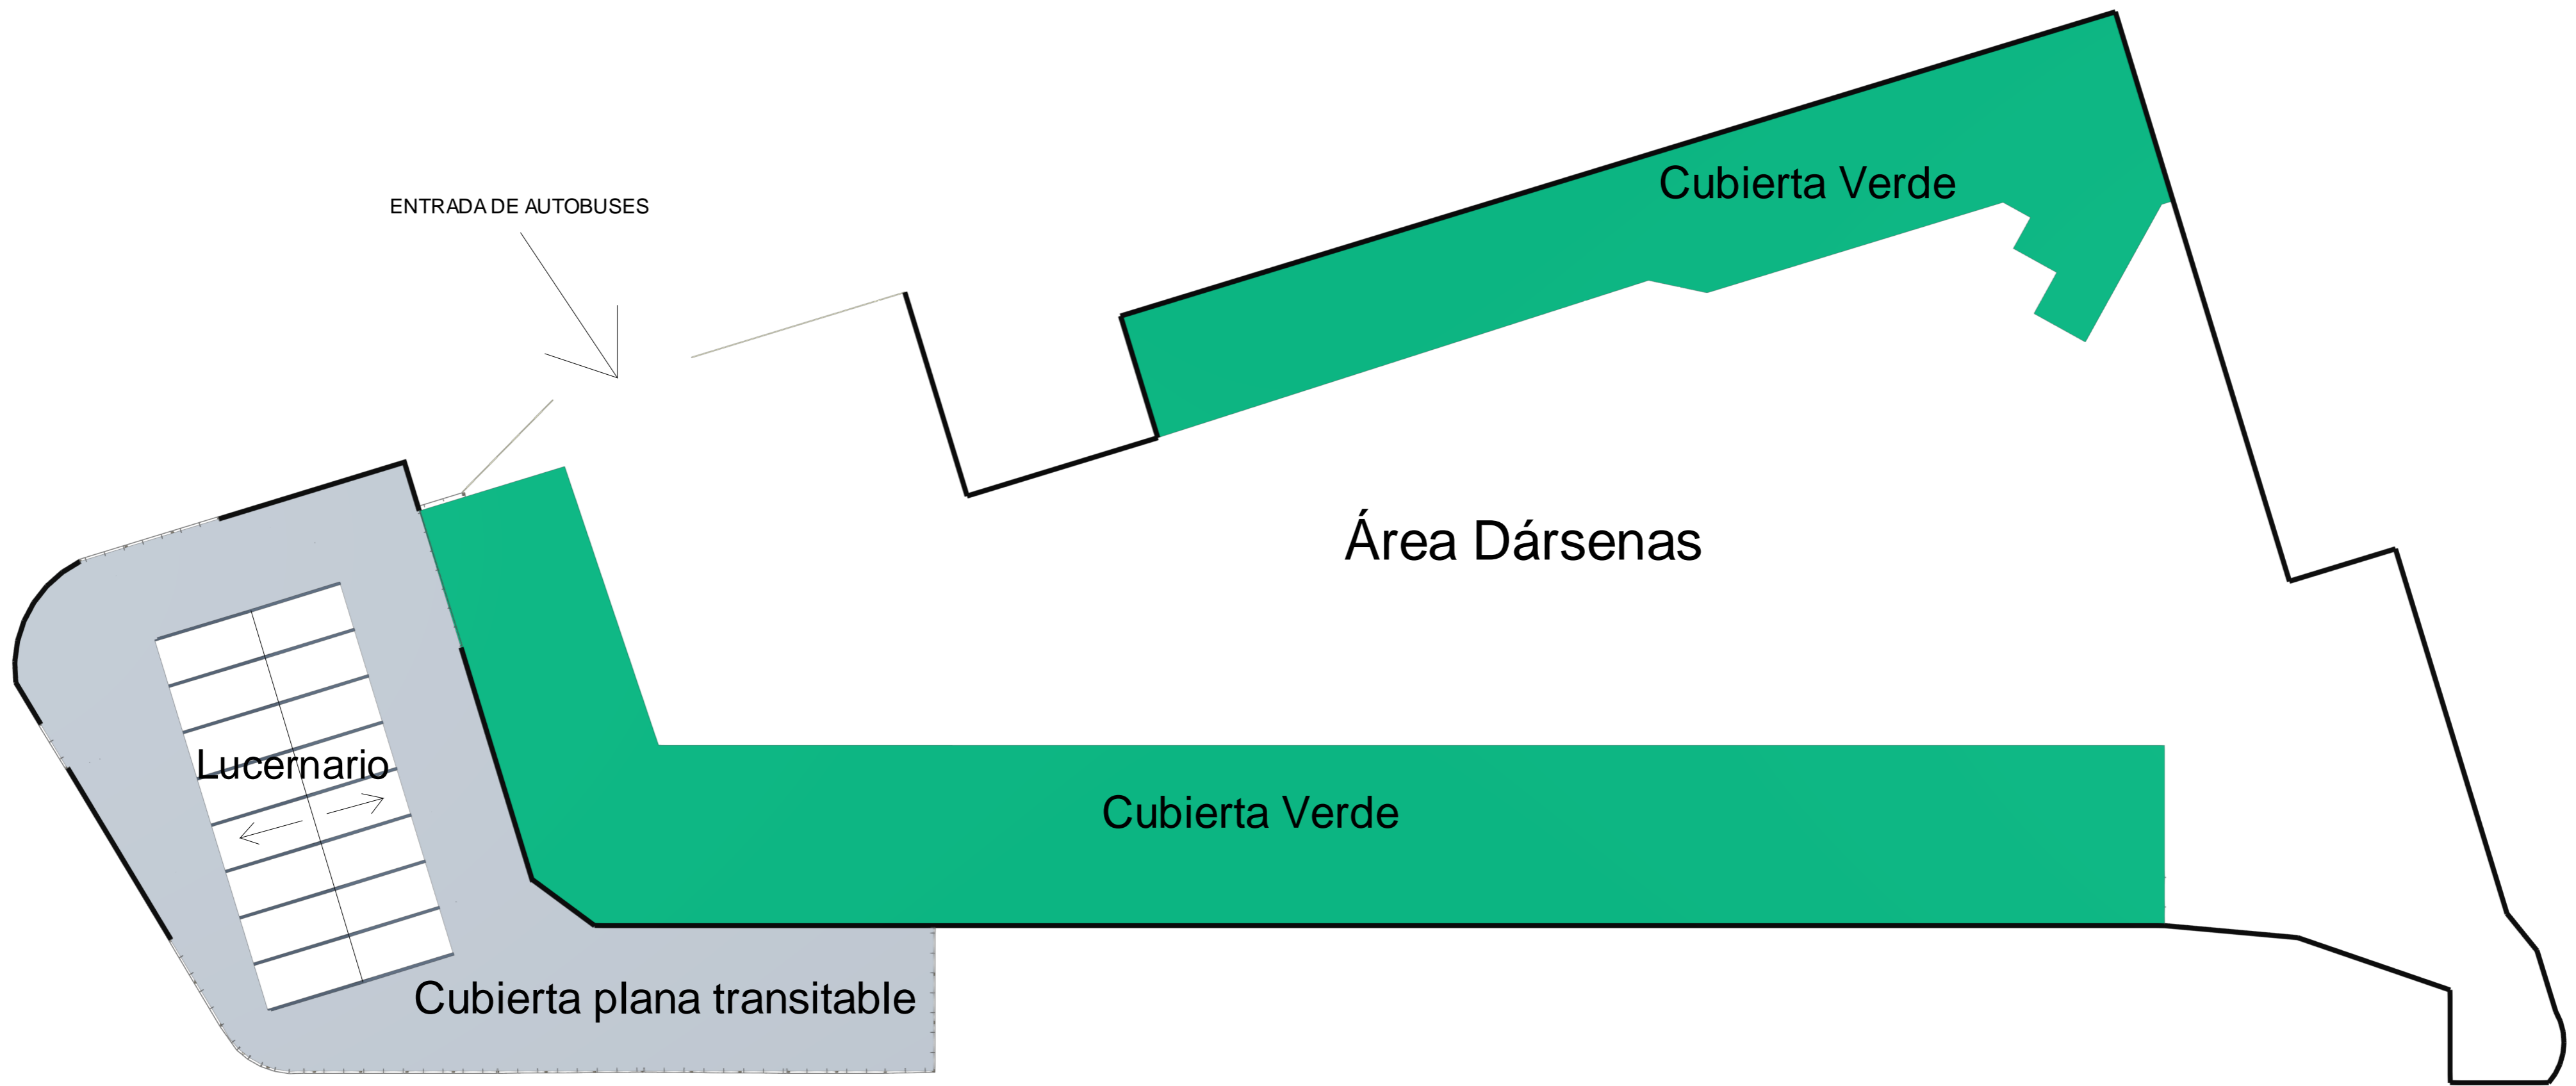 Cubierta Verde
ENTRADA DE AUTOBUSES
Área Dársenas
Lucernario
Cubierta Verde
Cubierta plana transitable